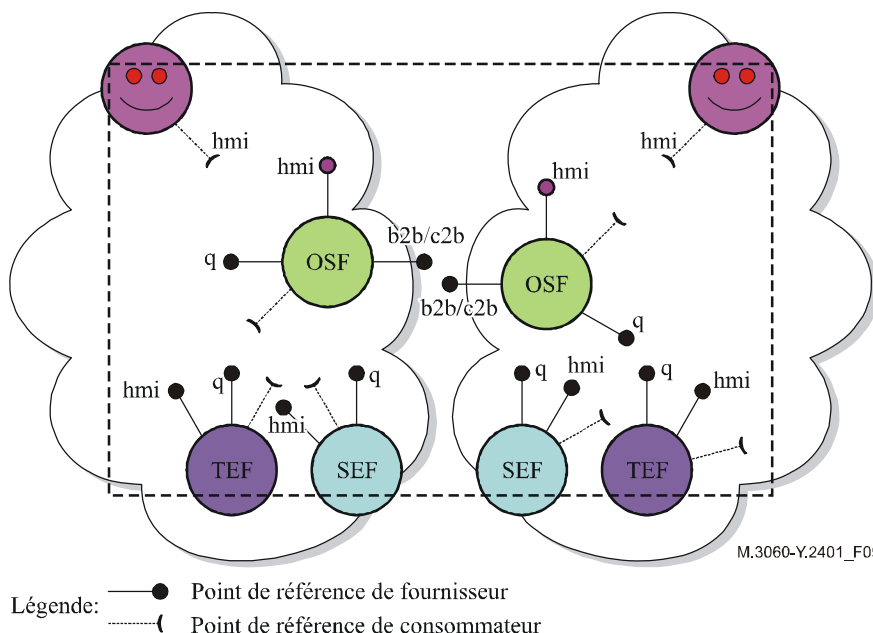 hmi
hmi
hmi
hmi
b2b/c2b
q
OSF
OSF
b2b/c2b
q
hmi
q
q
q
hmi
q
hmi
hmi
TEF
SEF
SEF
TEF
M.3060-Y.2401_F05
Légende:
Point de référence de fournisseur
Point de référence de consommateur